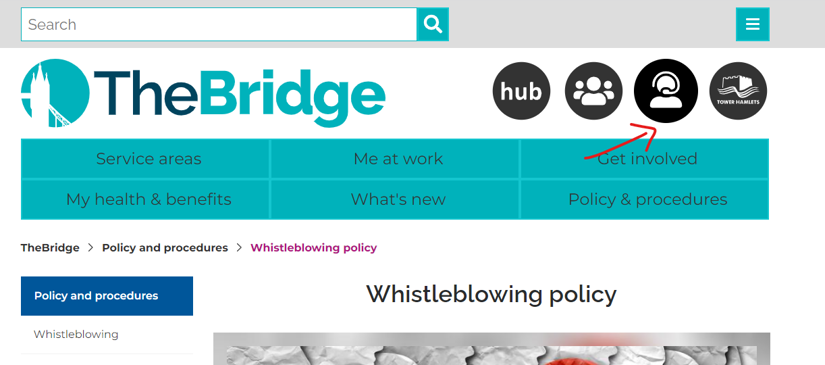 Search
TheBridge
hub
TOWER HAMLETS
Service areas
Me at work
Get involved
My health & benefits
What's new
Policy & procedures
TheBridge > Policy and procedures > Whistleblowing policy
Policy and procedures
Whistleblowing
Whistleblowing policy